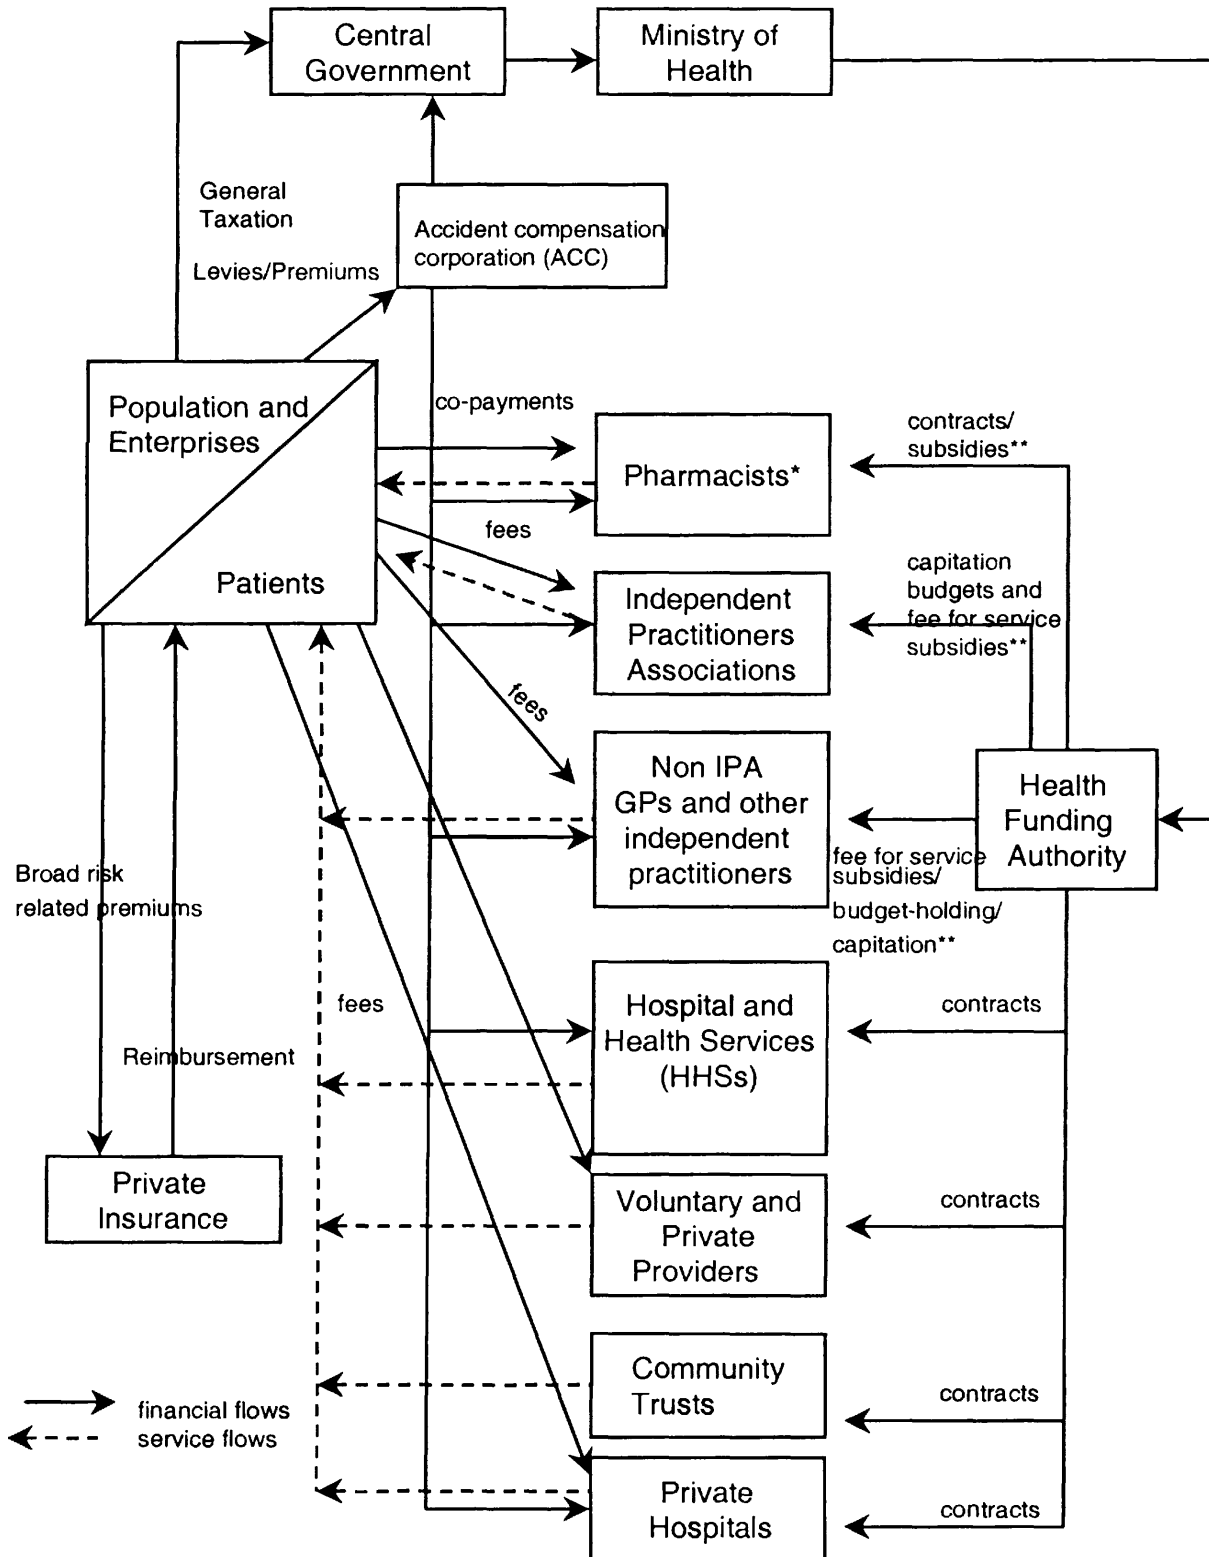 Central
Government
Ministry of
Health
General
Taxation
Accident compensation
corporation (ACC)
Levies/Premiums
Population and
Enterprises
Patients
co-payments
Pharmacists*
contracts/
subsidies**
fees
Independent
Practitioners
Associations
capitation
budgets and
fee for service
subsidies**
fees
Non IPA
GPs and other
independent
practitioners
Health
Funding
Authority
fee for service
subsidies/
budget-holding/
capitation**
Broad risk
related premiums
fees
Hospital and
Health Services
(HHSs)
contracts
Reimbursement
Private
Insurance
Voluntary and
Private
Providers
contracts
Community
Trusts
contracts
financial flows
service flows
Private
Hospitals
contracts